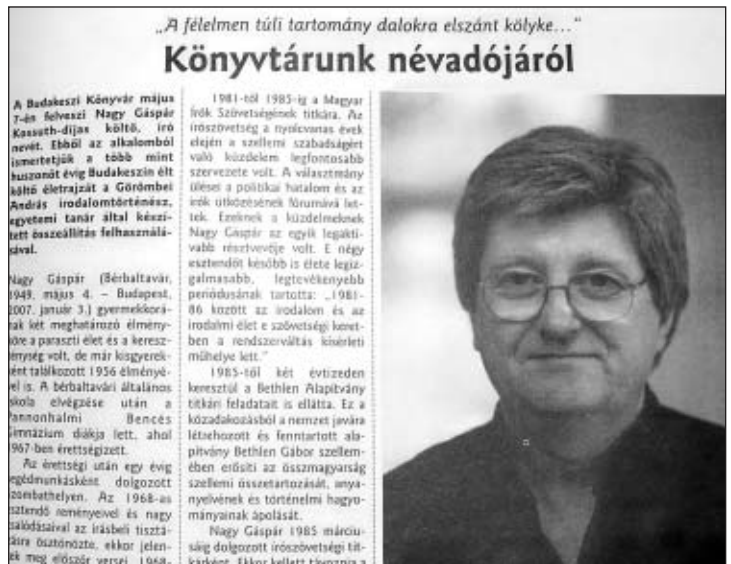 „A félelmen túli tartomány dalokra elszánt kölyke...”
Könyvtárunk névadójáról
A Budakeszi Könyvár május
7-én felveszi Nagy Gáspár
Kossuth-díjas költő, író
nevét. Ebből az alkalomból
ismertetjük a több mint
huszonöt évig Budakeszin élt
költő életrajzát a Görömbei
András irodalomtörténész,
egyetemi tanár által készí-
tett összeállítás felhasználá-
sával.
Nagy Gáspár (Bérbaltavár,
1949. május 4. – Budapest,
2007. január 3.) gyermekkorá-
nak két meghatározó élmény-
köre a paraszti élet és a keresz-
ténység volt, de már kisgyerek-
ként találkozott 1956 élményé-
vel is. A bérbaltavári általános
iskola elvégzése után a
Pannonhalmi Bencés
Gimnázium diákja lett, ahol
1967-ben érettségizett.
Az érettségi után egy évig
segédmunkásként dolgozott
Szombathelyen. Az 1968-as
esztendő reményeivel és nagy
csalódásaival az írásbeli tisztá-
zásra ösztönözte, ekkor jelen-
tek meg először versei. 1968-
1981-től 1985-ig a Magyar
Írók Szövetségének titkára. Az
írószövetség a nyolcvanas évek
elején a szellemi szabadságért
való küzdelem legfontosabb
szervezete volt. A választmány
ülései a politikai hatalom és az
írók ütközésének fórumává let-
tek. Ezeknek a küzdelmeknek
Nagy Gáspár az egyik legakti-
vabb résztvevője volt. E négy
esztendőt később is élete legiz-
galmasabb, legtevékenyebb
periódusának tartotta: „1981-
86 között az irodalom és az
irodalmi élet e szövetségi keret-
ben a rendszerváltás kísérleti
műhelye lett.”
1985-től két évtizeden
keresztül a Bethlen Alapítvány
titkári feladatait is ellátta. Ez a
közadakozásból a nemzet javára
létrehozott és fenntartott ala-
pítvány Bethlen Gábor szellem-
ében erősíti az összmagyarság
szellemi összetartozását, anya-
nyelvének és történelmi hagyo-
mányainak ápolását.
Nagy Gáspár 1985 márciu-
sáig dolgozott írószövetségi tit-
kárként. Ekkor kellett távoznia a